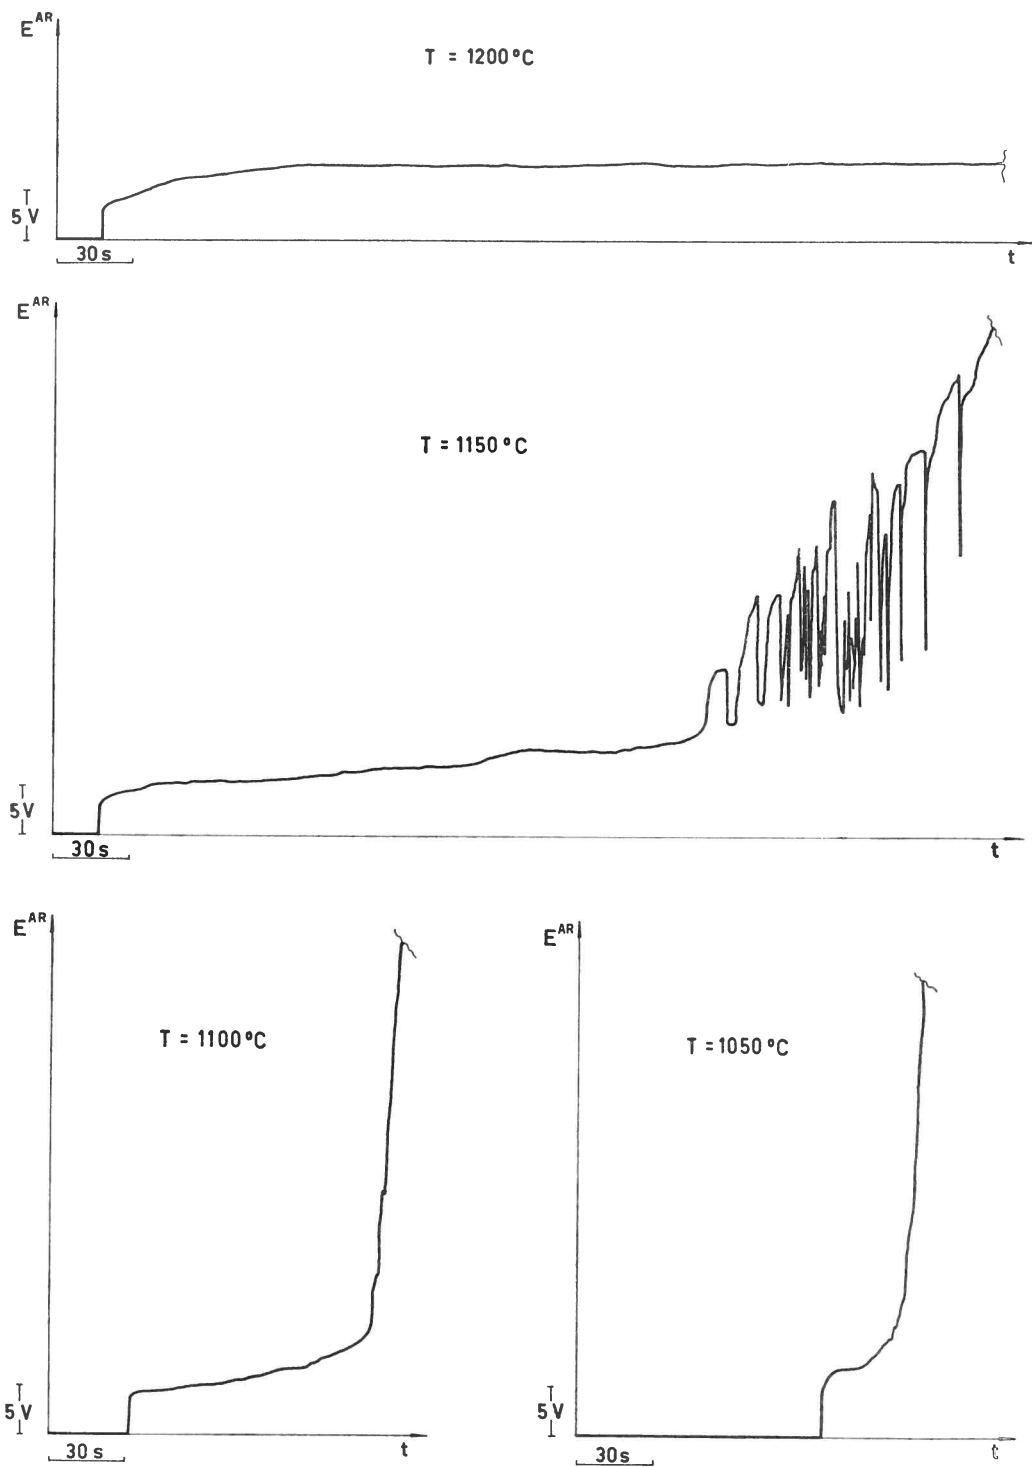 E^AR
T = 1200 °C
5 V
30 s
t
E^AR
T = 1150 °C
5 V
30 s
t
E^AR
T = 1100 °C
5 V
30 s
t
E^AR
T = 1050 °C
5 V
30 s
t